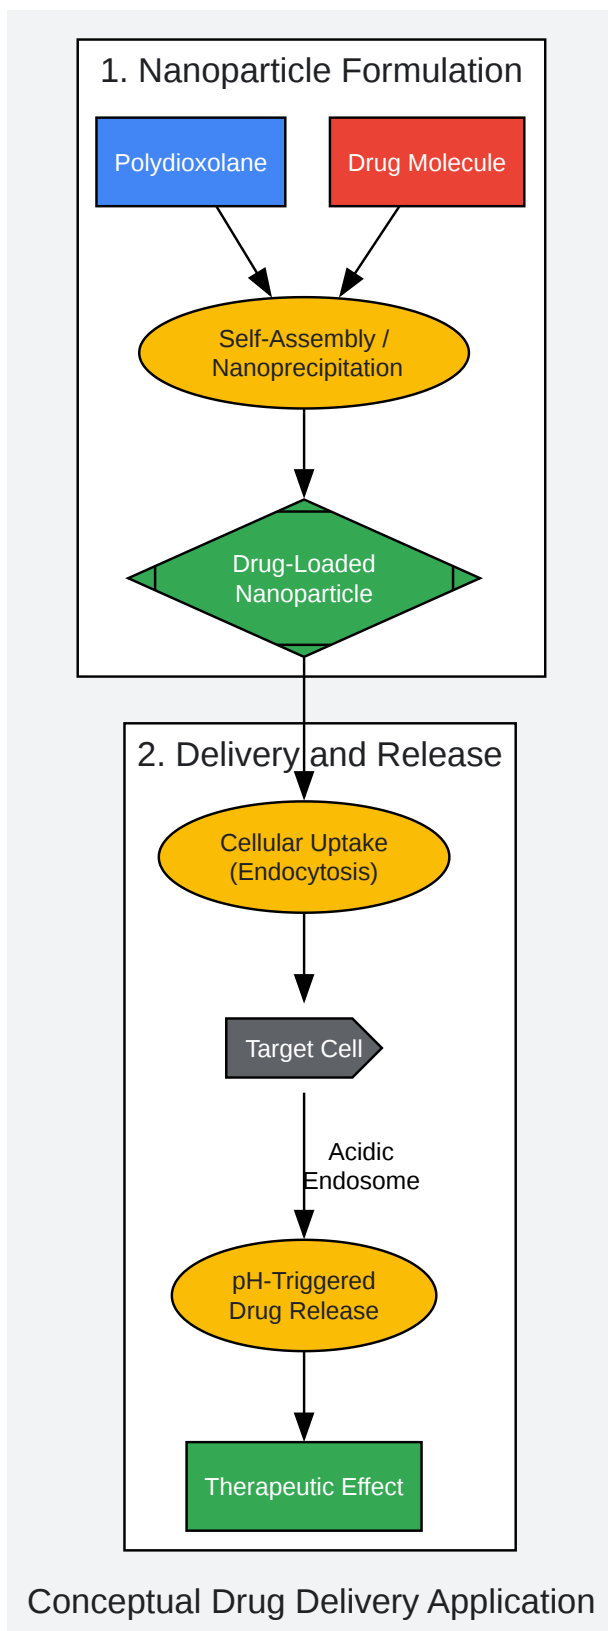 1. Nanoparticle Formulation
Polydioxolane
Drug Molecule
Self-Assembly /
Nanoprecipitation
Drug-Loaded
Nanoparticle
2. Delivery and Release
Cellular Uptake
(Endocytosis)
Target Cell
Acidic
Endosome
pH-Triggered
Drug Release
Therapeutic Effect
Conceptual Drug Delivery Application